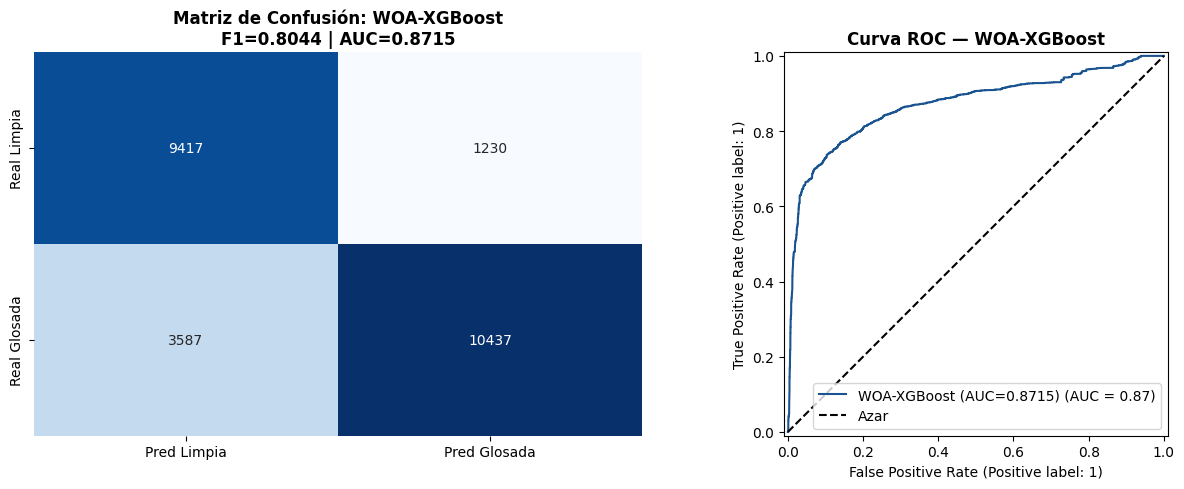 Matriz de Confusión: WOA-XGBoost
F1=0.8044 | AUC=0.8715
Real Limpia
9417
1230
Real Glosada
3587
10437
Pred Limpia
Pred Glosada
Curva ROC — WOA-XGBoost
True Positive Rate (Positive label: 1)
1.0
0.8
0.6
0.4
0.2
0.0
WOA-XGBoost (AUC=0.8715) (AUC = 0.87)
Azar
0.0
0.2
0.4
0.6
0.8
1.0
False Positive Rate (Positive label: 1)